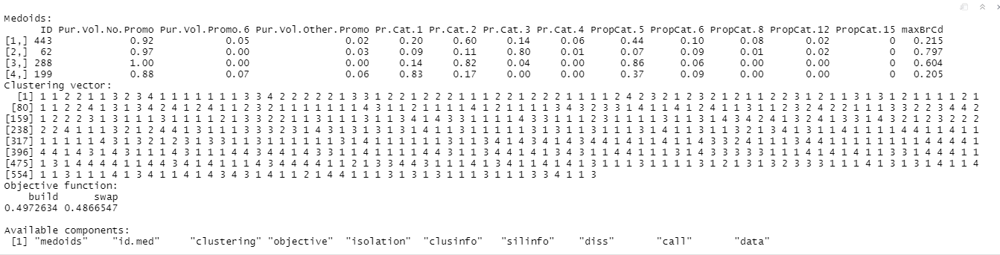 Medoids:
ID Pur.Vol.No.Promo Pur.Vol.Promo.6 Pur.Vol.Other.Promo Pr.Cat.1 Pr.Cat.2 Pr.Cat.3 Pr.Cat.4 PropCat.5 PropCat.6 PropCat.8 PropCat.12 PropCat.15 maxBrCd
[1,] 443 0.92 0.05 0.02 0.20 0.60 0.14 0.06 0.44 0.10 0.08 0.02 0 0.215
[2,] 62 0.97 0.00 0.03 0.09 0.11 0.80 0.01 0.07 0.09 0.01 0.02 0 0.797
[3,] 288 1.00 0.00 0.00 0.14 0.82 0.04 0.00 0.86 0.06 0.00 0.00 0 0.604
[4,] 199 0.88 0.07 0.06 0.83 0.17 0.00 0.00 0.37 0.09 0.00 0.00 0 0.205
Clustering vector:
[1] 1 1 2 2 1 1 3 2 3 4 1 1 1 1 1 1 1 1 3 3 4 2 2 2 2 2 1 3 3 1 2 2 1 2 2 2 1 1 1 2 2 1 2 2 2 1 1 1 1 2 4 2 3 2 1 2 3 2 1 2 1 1 2 2 3 1 2 1 1 3 1 3 1 2 1 1 1 1 2 1
[80] 1 1 2 2 4 1 3 1 3 4 2 4 1 2 4 1 1 2 1 1 1 1 1 1 1 4 3 1 1 2 1 1 1 1 4 1 2 1 1 1 1 3 4 3 2 3 3 1 4 1 1 4 1 2 4 1 1 3 1 2 3 2 4 2 2 1 1 1 3 3 2 2 3 4 4 2
[159] 1 2 2 2 3 1 3 1 1 1 3 1 1 1 1 2 1 3 3 2 2 1 1 3 1 1 1 3 1 1 3 4 1 4 3 3 1 1 1 1 4 3 3 1 1 1 2 3 1 1 1 1 3 1 1 3 1 4 3 4 2 4 1 3 3 1 4 3 2 1 2 3 2 2 2
[238] 2 2 4 1 1 1 3 2 1 2 4 4 1 3 1 1 1 3 3 3 2 3 1 4 3 1 3 1 3 1 3 1 4 1 1 3 1 1 1 1 3 1 4 1 3 1 3 1 1 1 3 2 1 3 4 1 3 1 1 4 1 1 1 1 1 1 4 4 1 1 4 1 1
[317] 1 1 1 1 1 4 3 1 3 2 1 2 3 1 3 3 1 1 3 1 1 1 1 1 1 3 1 4 1 1 1 1 1 1 3 1 1 3 4 1 4 3 4 1 4 3 4 4 1 4 1 1 4 1 1 4 3 3 2 4 1 1 1 3 4 4 1 1 1 1 1 1 1 1 4 4 4 4 1
[396] 4 4 1 4 3 1 4 3 1 1 1 4 3 1 1 1 4 4 3 4 4 1 4 3 3 1 4 1 1 1 4 1 4 4 3 3 1 4 4 1 1 4 3 1 3 3 3 3 3 1 1 1 4 1 1 1 1 1 3 1 3 1 4 4 4 1 1
[475] 1 3 1 4 4 4 4 1 1 4 4 3 4 1 4 1 1 1 4 3 4 4 4 4 1 1 2 1 3 3 4 4 3 1 1 1 4 1 3 4 1 1 4 1 4 1 3 1 1 1 3 1 1 1 1 3 1 2 1 3 1 3 2 3 3 3 1 1 1 4 1 3 1 3 1 4 1 1 4
[554] 1 1 3 1 1 1 4 1 3 4 1 1 4 1 4 3 4 3 1 4 1 1 2 1 4 4 1 1 1 3 1 3 1 3 1 1 1 3 1 1 1 3 3 4 1 1 3
Objective function:
build swap
0.4972634 0.4866547
Available components:
[1] "medoids" "id.med" "clustering" "objective" "isolation" "clusinfo" "silinfo" "diss" "call" "data"